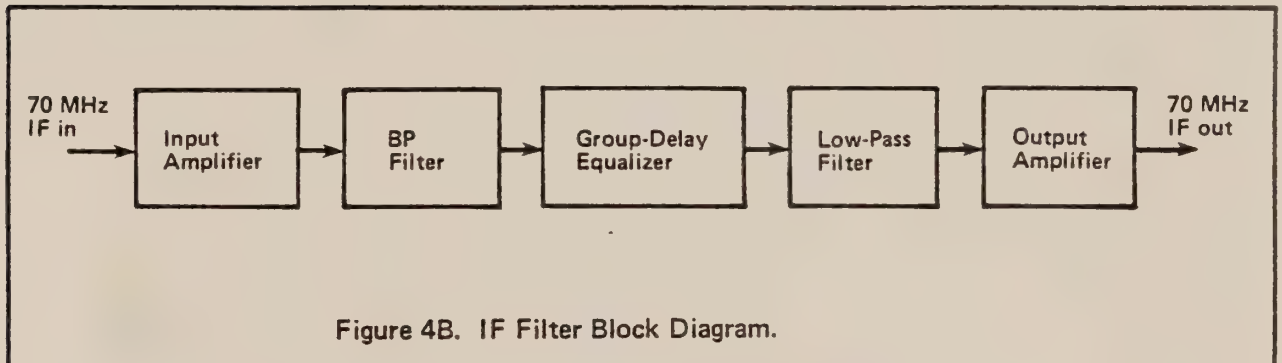 70 MHz
IF in
Input
Amplifier
BP
Filter
Group-Delay
Equalizer
Low-Pass
Filter
Output
Amplifier
70 MHz
IF out
Figure 4B. IF Filter Block Diagram.